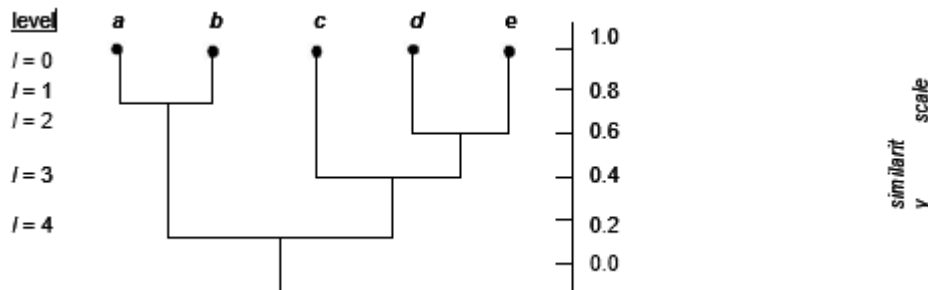 level a b c d e
l = 0
l = 1
l = 2
l = 3
l = 4
1.0
0.8
0.6
0.4
0.2
0.0
similarit
y
scale